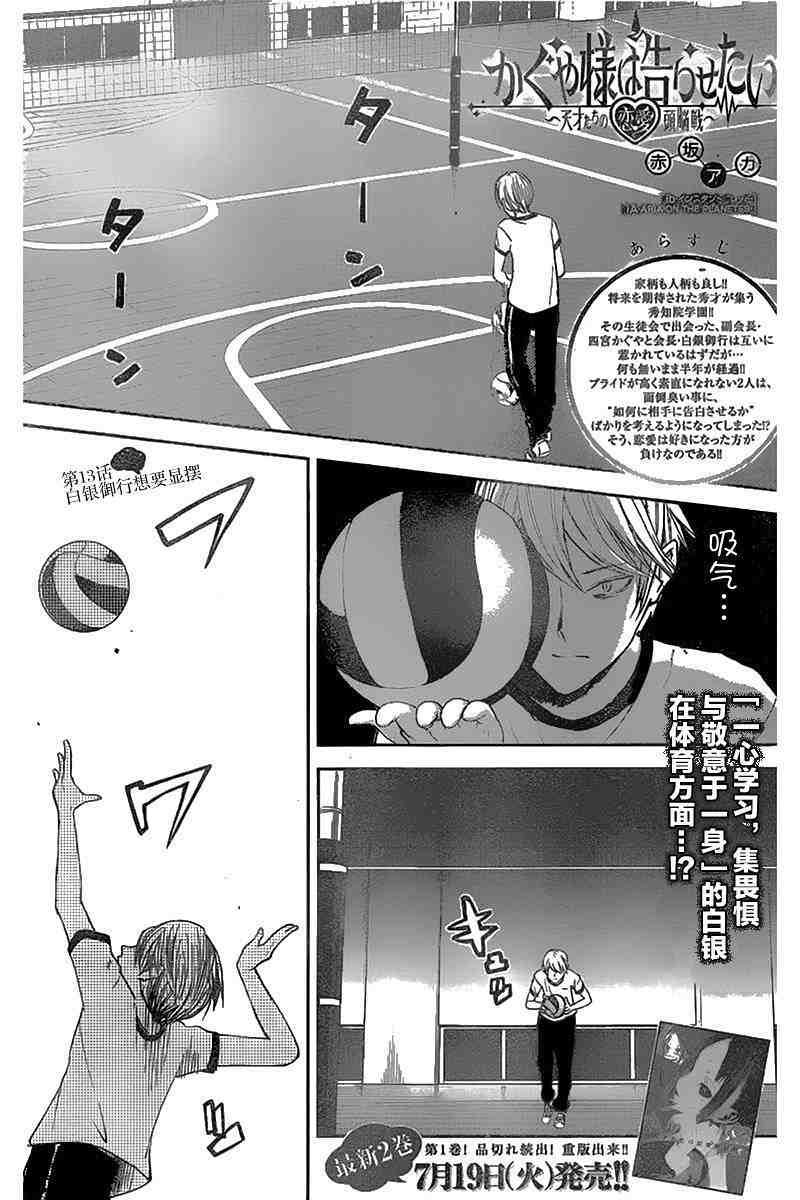 かぐや様は告らせたい
～天才たちの恋愛頭脳戦～
赤坂アカ
あらすじ
家柄も人柄も良し!!
将来を期待された秀才が集う
秀知院学園!!
その生徒会で出会った、副会長・
四宮かぐやと会長・白銀御行は互いに
惹かれているはずだが…
何も無いまま半年が経過!!
プライドが高く素直になれない2人は、
面倒臭い事に、
“如何に相手に告白させるか”
ばかりを考えるようになってしまった!?
そう、恋愛は好きになった方が
負けなのである!!
ターン
ターン
第13话
白银御行想要显摆
フ
ワ
吸气…
「一心学习，集畏惧
与敬意于一身」的白银
在体育方面…!?
キュッ
最新2巻
第1巻！品切れ続出！重版出来!!
7月19日(火)発売!!